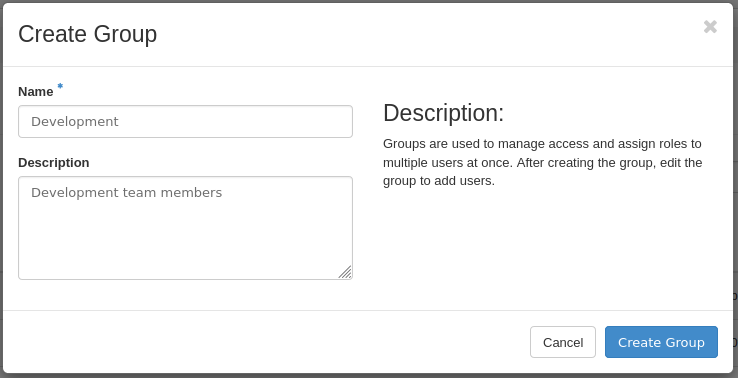 Create Group
✖
Name *
Development
Description
Development team members
Description:
Groups are used to manage access and assign roles to
multiple users at once. After creating the group, edit the
group to add users.
Cancel
Create Group